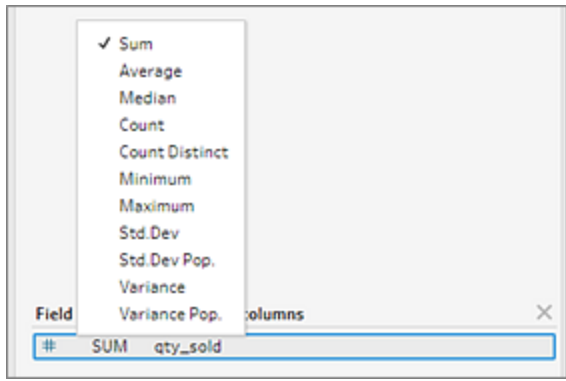 ✓ Sum
Average
Median
Count
Count Distinct
Minimum
Maximum
Std.Dev
Std.Dev Pop.
Variance
Variance Pop.
Field columns
# SUM qty_sold